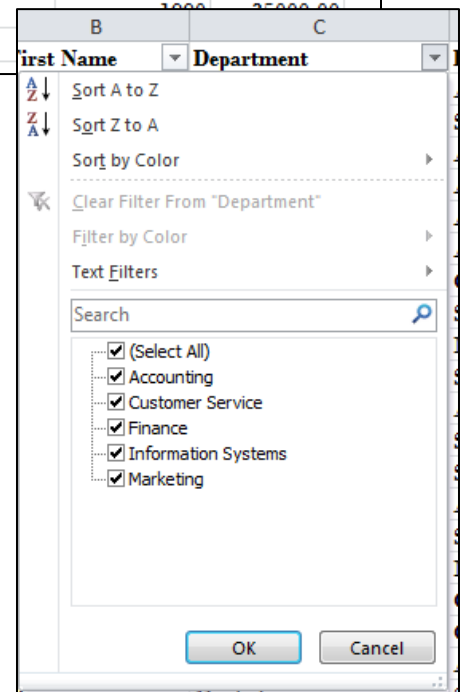 B C
First Name Department
Sort A to Z
Sort Z to A
Sort by Color
Clear Filter From "Department"
Filter by Color
Text Filters
Search
(Select All)
Accounting
Customer Service
Finance
Information Systems
Marketing
OK Cancel